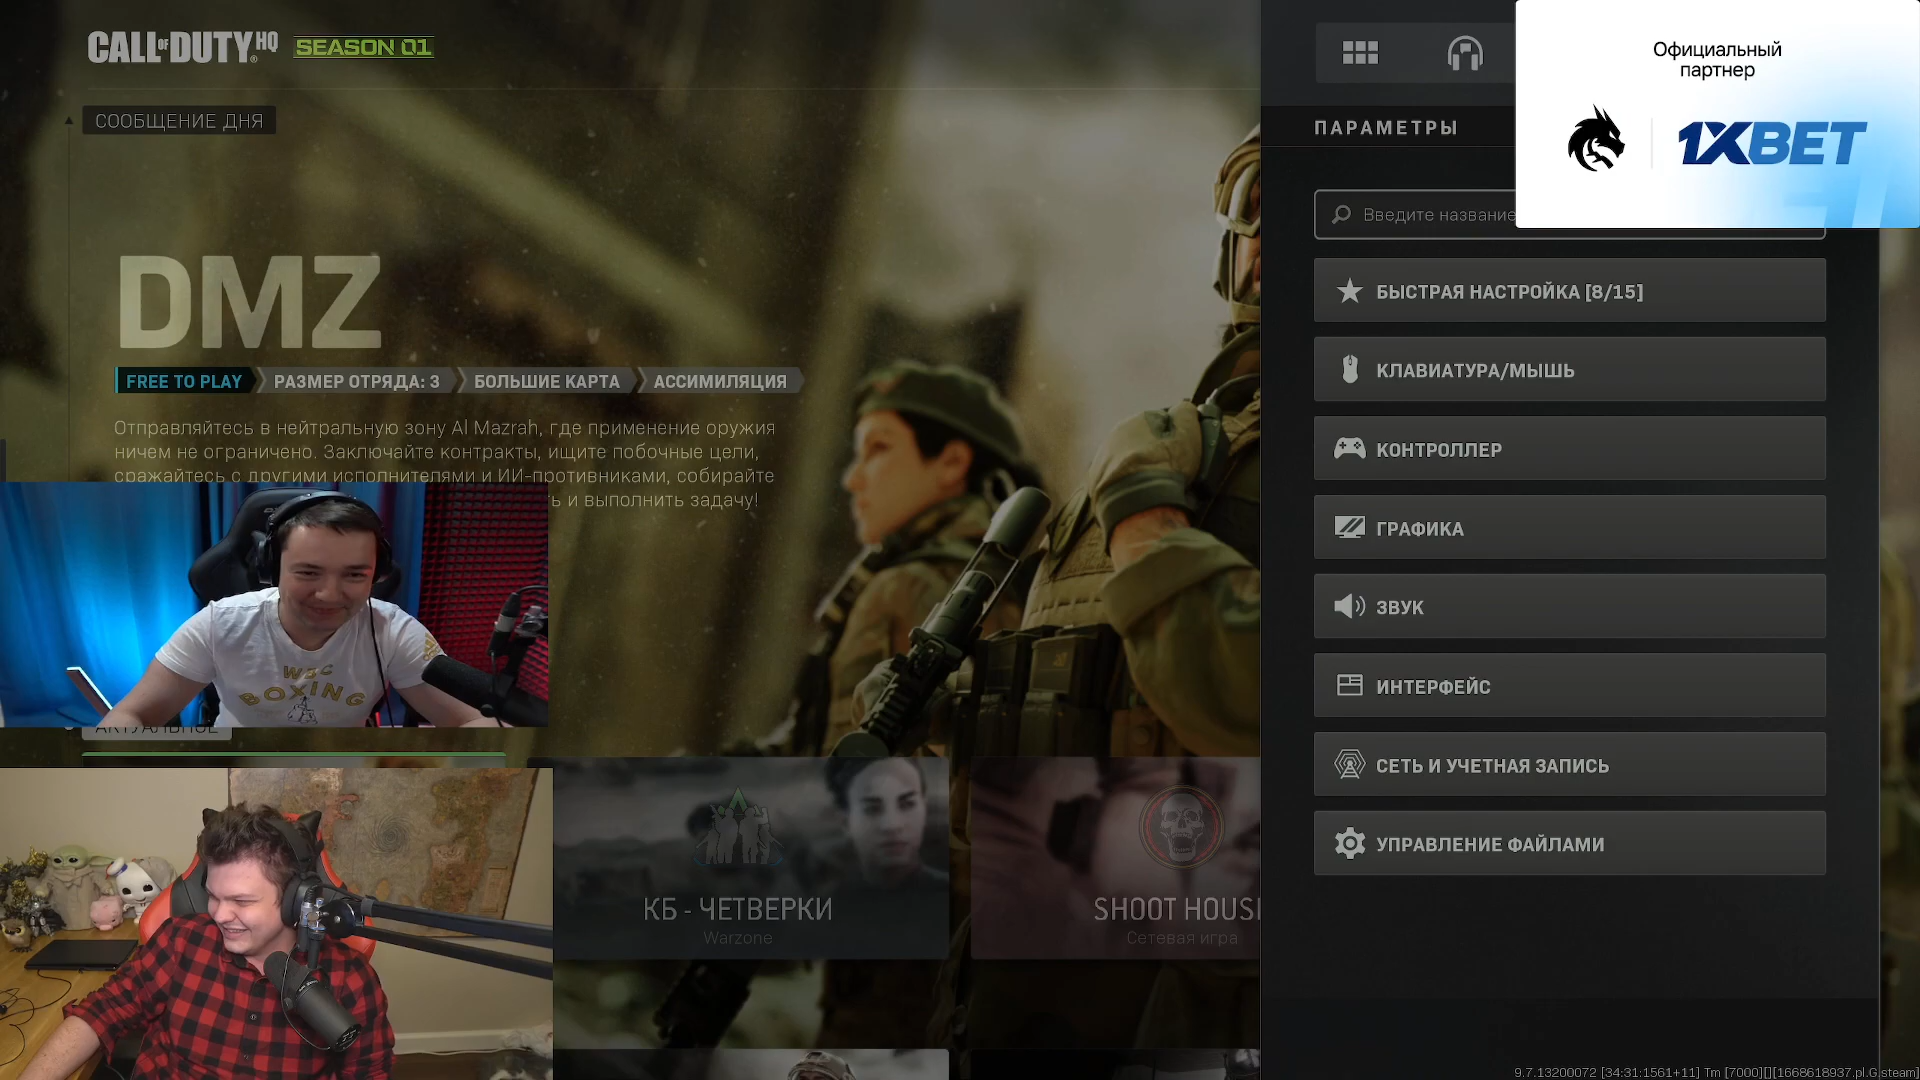 CALL OF DUTY HQ
SEASON 01
СООБЩЕНИЕ ДНЯ
DMZ
FREE TO PLAY
РАЗМЕР ОТРЯДА: 3
БОЛЬШИЕ КАРТА
АССИМИЛЯЦИЯ
Отправляйтесь в нейтральную зону Al Mazrah, где применение оружия
ничем не ограничено. Заключайте контракты, ищите побочные цели,
сражайтесь с другими исполнителями и ИИ-противниками, собирайте
и выполнить задачу!
W.B.C
BOXING
АКТУАЛЬНОЕ
КБ - ЧЕТВЕРКИ
Warzone
SHOOT HOUS
Сетевая игра
Официальный
партнер
1XBET
ПАРАМЕТРЫ
Введите название
БЫСТРАЯ НАСТРОЙКА [8/15]
КЛАВИАТУРА/МЫШЬ
КОНТРОЛЛЕР
ГРАФИКА
ЗВУК
ИНТЕРФЕЙС
СЕТЬ И УЧЕТНАЯ ЗАПИСЬ
УПРАВЛЕНИЕ ФАЙЛАМИ
9.7.13200072 [34:31:1561+11] Tm [7000][][1668618937.pl.G.steam]